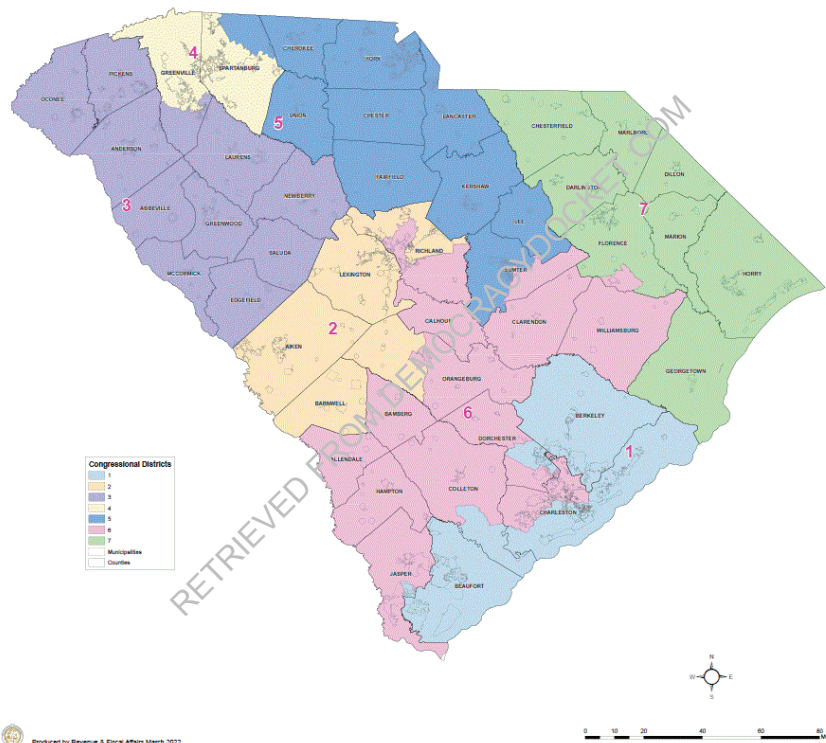 CHEROKEE
YORK
4
PICKENS
GREENVILLE
SPARTANBURG
OCONEE
5
UNION
CHESTER
LANCASTER
CHESTERFIELD
ANDERSON
LAURENS
DILLON
FAIRFIELD
KERSHAW
NEWBERRY
3
ABBEVILLE
7
GREENWOOD
LEE
MARION
FLORENCE
RICHLAND
SALUDA
LEXINGTON
SUMTER
HORRY
MCCORMICK
EDGEFIELD
CLARENDON
WILLIAMSBURG
2
AIKEN
GEORGETOWN
ORANGEBURG
BARNWELL
BAMBERG
6
BERKELEY
DORCHESTER
1
HAMPTON
COLLETON
CHARLESTON
JASPER
BEAUFORT
RETRIEVED FROM DEMOCRACYDOCKET.COM
Congressional Districts
1
2
3
4
5
6
7
Municipalities
Counties
N
W E
S
0 10 20 40 60 80
Produced by Revenue & Fiscal Affairs March 2022